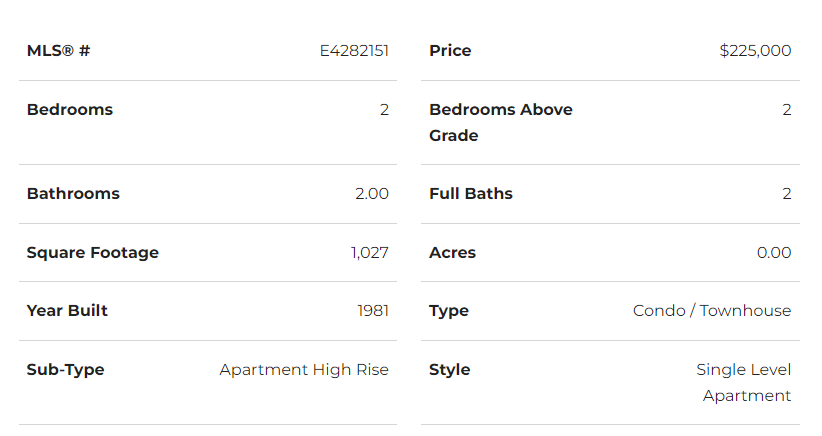 MLS® # E4282151 Price $225,000
Bedrooms 2 Bedrooms Above 2
Grade
Bathrooms 2.00 Full Baths 2
Square Footage 1,027 Acres 0.00
Year Built 1981 Type Condo / Townhouse
Sub-Type Apartment High Rise Style Single Level
Apartment